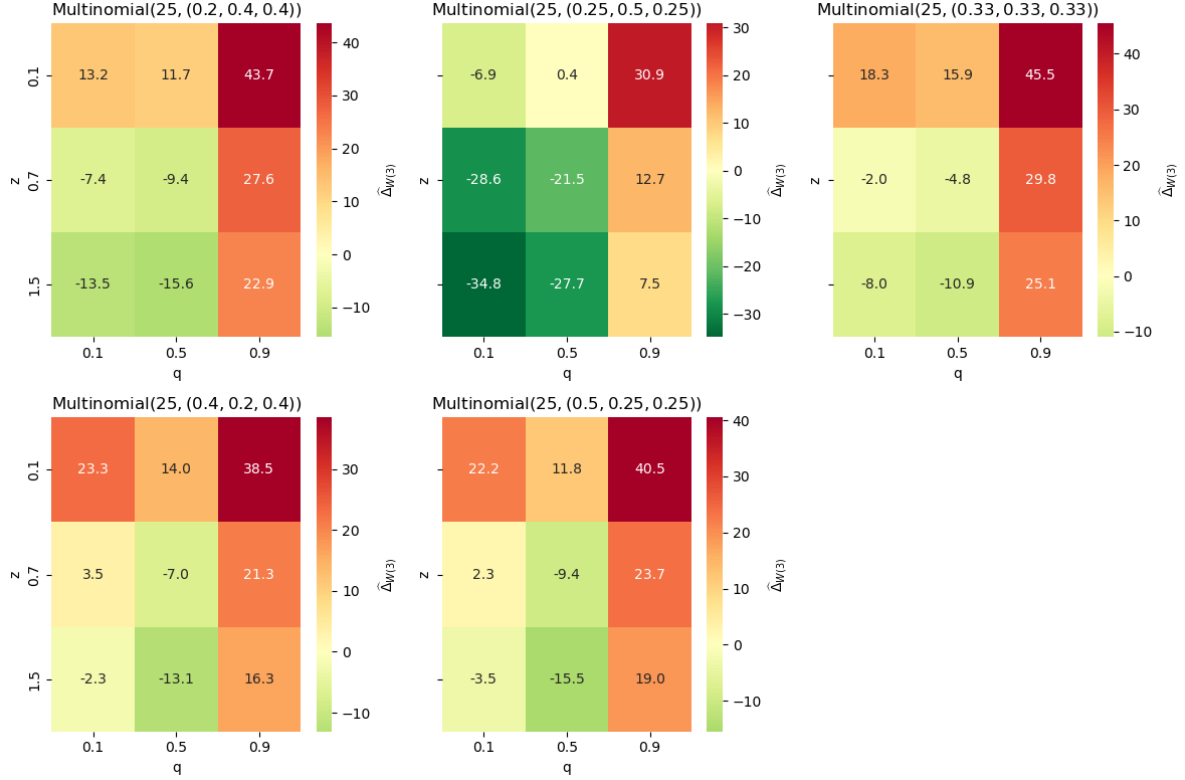 Multinomial(25, (0.2, 0.4, 0.4))
0.1 13.2 11.7 43.7
0.7 -7.4 -9.4 27.6
1.5 -13.5 -15.6 22.9
0.1 0.5 0.9
q
z
40
30
20
10
0
−10
Δ̂_{W(3)}
Multinomial(25, (0.25, 0.5, 0.25))
-6.9 0.4 30.9
-28.6 -21.5 12.7
-34.8 -27.7 7.5
0.1 0.5 0.9
q
z
30
20
10
0
−10
−20
−30
Δ̂_{W(3)}
Multinomial(25, (0.33, 0.33, 0.33))
18.3 15.9 45.5
-2.0 -4.8 29.8
-8.0 -10.9 25.1
0.1 0.5 0.9
q
z
40
30
20
10
0
−10
Δ̂_{W(3)}
Multinomial(25, (0.4, 0.2, 0.4))
0.1 23.3 14.0 38.5
0.7 3.5 -7.0 21.3
1.5 -2.3 -13.1 16.3
0.1 0.5 0.9
q
z
30
20
10
0
−10
Δ̂_{W(3)}
Multinomial(25, (0.5, 0.25, 0.25))
22.2 11.8 40.5
2.3 -9.4 23.7
-3.5 -15.5 19.0
0.1 0.5 0.9
q
z
40
30
20
10
0
−10
Δ̂_{W(3)}